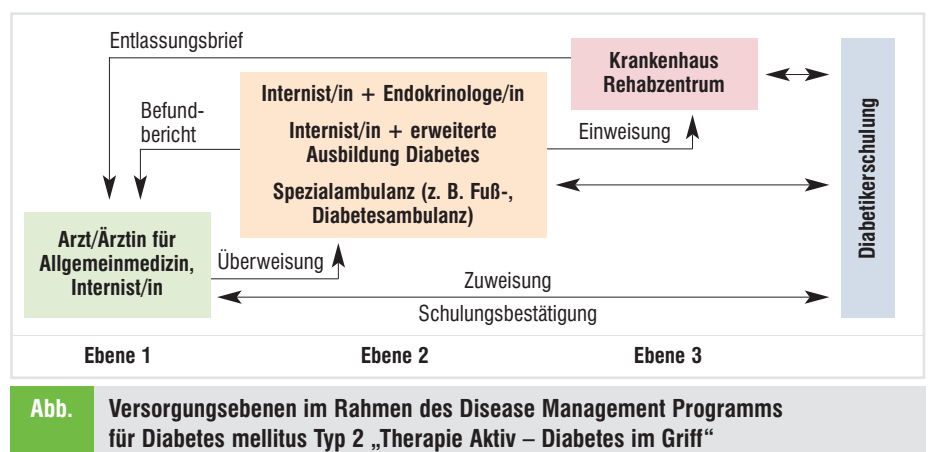 Entlassungsbrief
Krankenhaus
Rehabzentrum
Internist/in + Endokrinologe/in
Internist/in + erweiterte
Ausbildung Diabetes
Spezialambulanz (z. B. Fuß-,
Diabetesambulanz)
Befund-
bericht
Einweisung
Diabetikerschulung
Arzt/Ärztin für
Allgemeinmedizin,
Internist/in
Überweisung
Zuweisung
Schulungsbestätigung
Ebene 1
Ebene 2
Ebene 3
Abb.
Versorgungsebenen im Rahmen des Disease Management Programms
für Diabetes mellitus Typ 2 „Therapie Aktiv – Diabetes im Griff“